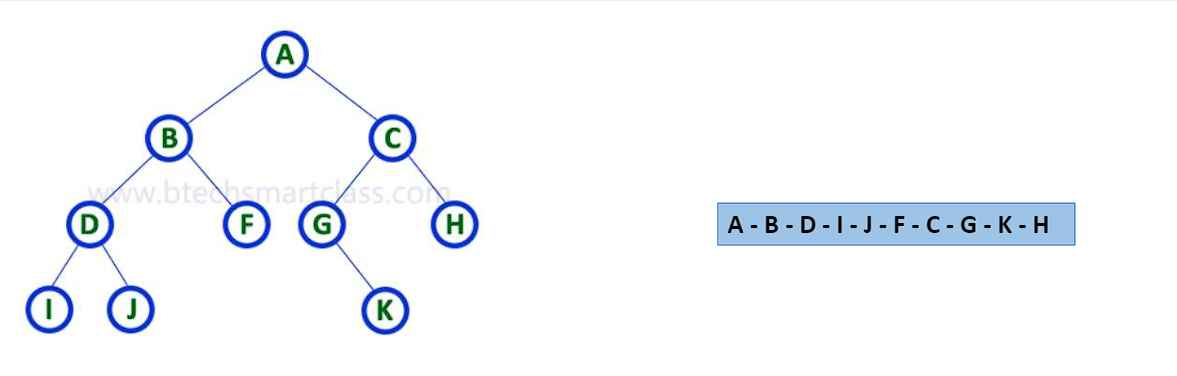 A
B
C
www.btechsmartclass.com
D
F
G
H
A - B - D - I - J - F - C - G - K - H
I
J
K